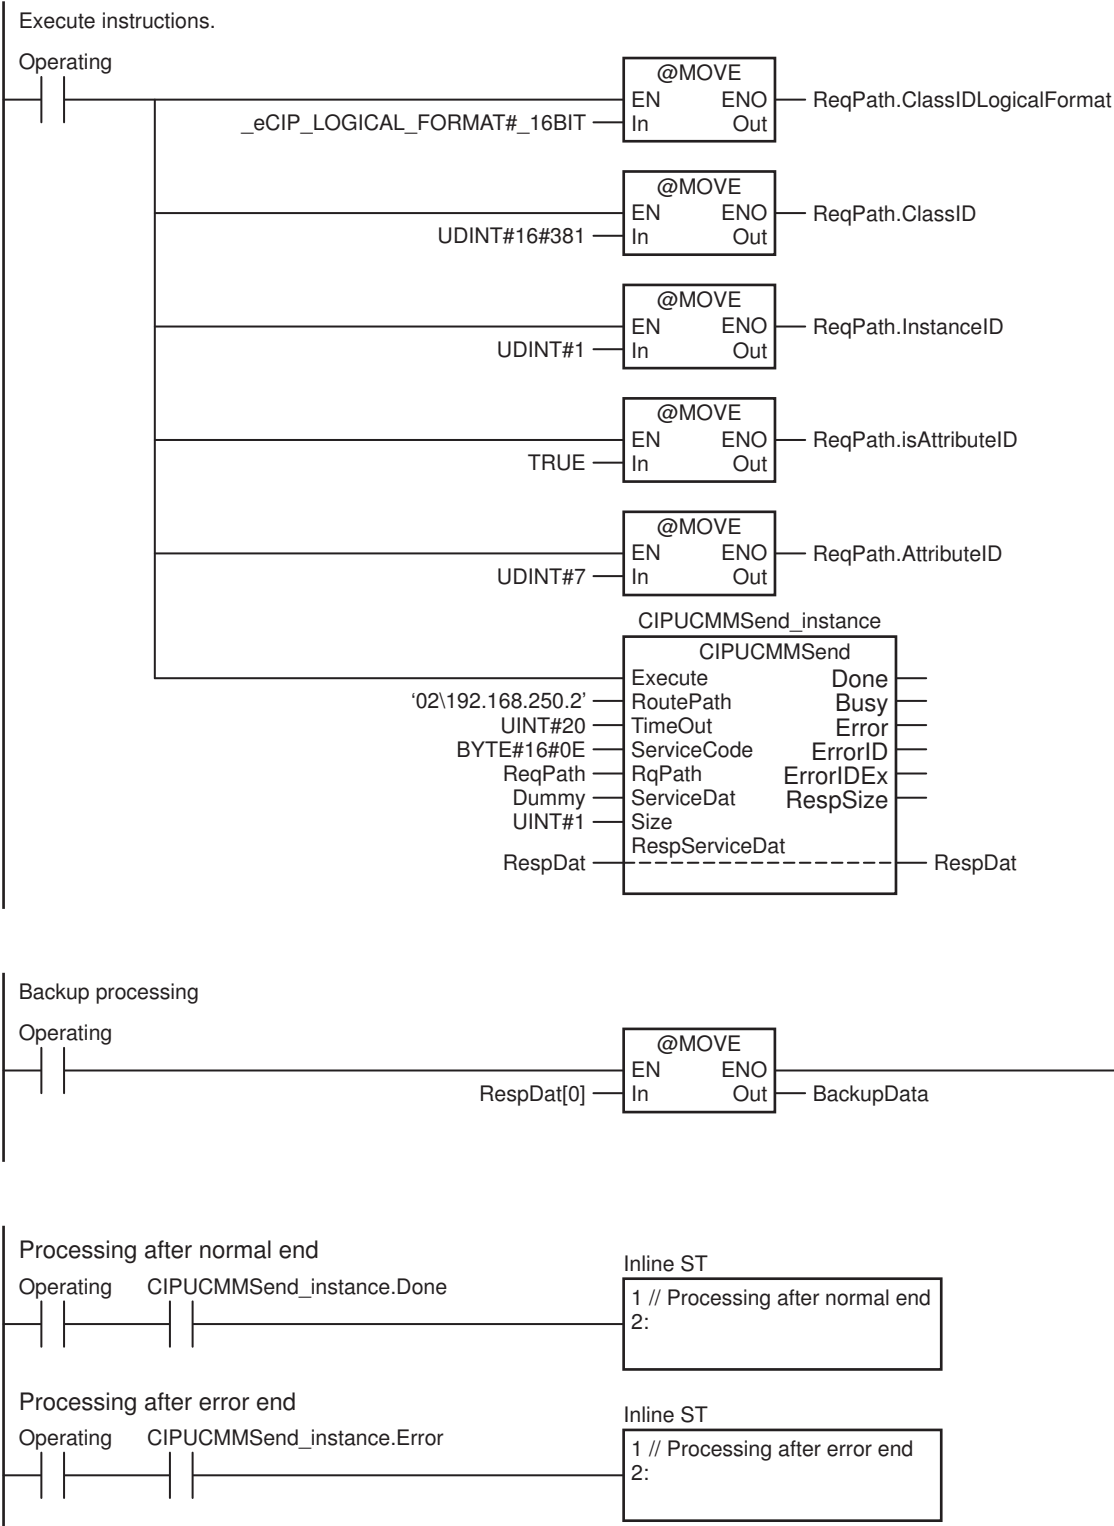 Execute instructions.
Operating
@MOVE
EN ENO ReqPath.ClassIDLogicalFormat
_eCIP_LOGICAL_FORMAT#_16BIT In Out
@MOVE
EN ENO ReqPath.ClassID
UDINT#16#381 In Out
@MOVE
EN ENO ReqPath.InstanceID
UDINT#1 In Out
@MOVE
EN ENO ReqPath.isAttributeID
TRUE In Out
@MOVE
EN ENO ReqPath.AttributeID
UDINT#7 In Out
CIPUCMMSend_instance
CIPUCMMSend
Execute Done
‘02\192.168.250.2’ RoutePath Busy
UINT#20 TimeOut Error
BYTE#16#0E ServiceCode ErrorID
ReqPath RqPath ErrorIDEx
Dummy ServiceDat RespSize
UINT#1 Size
RespServiceDat
RespDat RespDat
Backup processing
Operating
@MOVE
EN ENO
RespDat[0] In Out BackupData
Processing after normal end
Inline ST
Operating CIPUCMMSend_instance.Done
1 // Processing after normal end
2:
Processing after error end
Inline ST
Operating CIPUCMMSend_instance.Error
1 // Processing after error end
2: